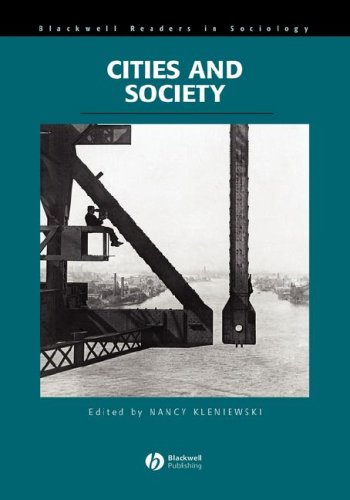 Blackwell Readers in Sociology
CITIES AND
SOCIETY
Edited by NANCY KLENIEWSKI
Blackwell
Publishing